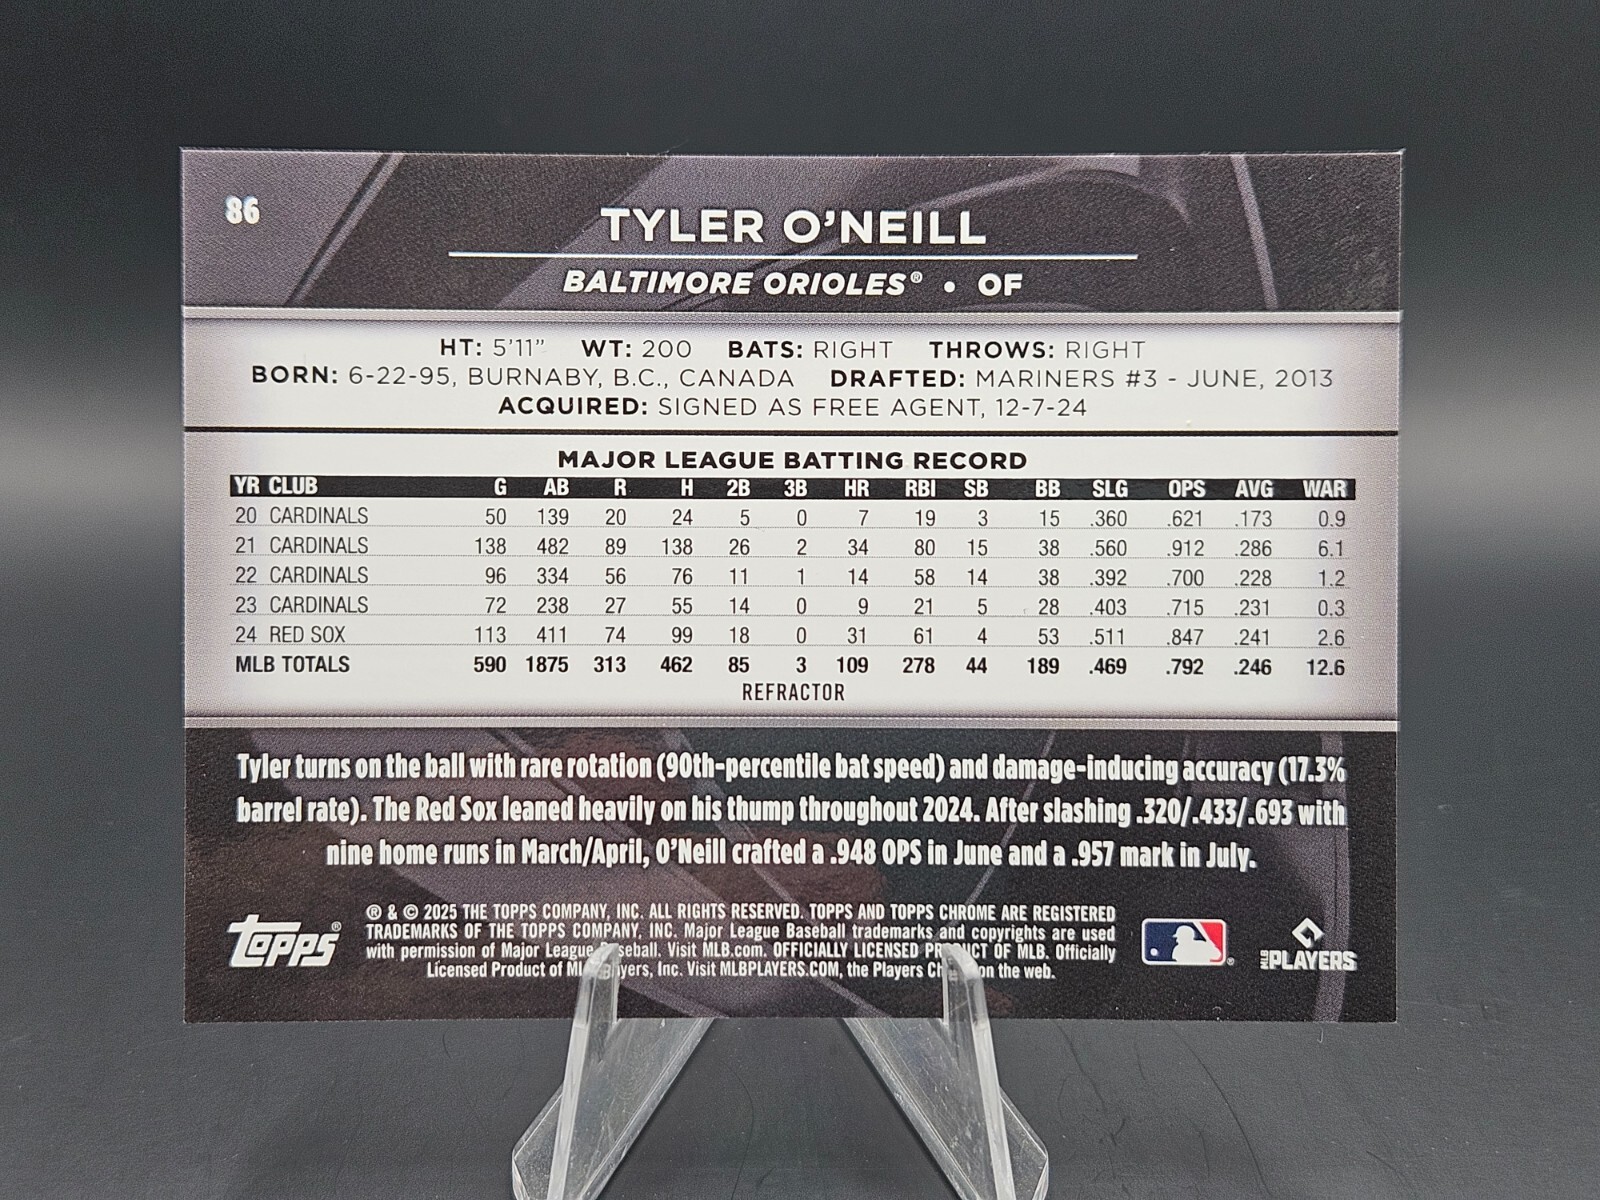 86
TYLER O'NEILL
BALTIMORE ORIOLES® • OF
HT: 5'11" WT: 200 BATS: RIGHT THROWS: RIGHT
BORN: 6-22-95, BURNABY, B.C., CANADA DRAFTED: MARINERS #3 - JUNE, 2013
ACQUIRED: SIGNED AS FREE AGENT, 12-7-24
MAJOR LEAGUE BATTING RECORD
YR CLUB G AB R H 2B 3B HR RBI SB BB SLG OPS AVG WAR
20 CARDINALS 50 139 20 24 5 0 7 19 3 15 .360 .621 .173 0.9
21 CARDINALS 138 482 89 138 26 2 34 80 15 38 .560 .912 .286 6.1
22 CARDINALS 96 334 56 76 11 1 14 58 14 38 .392 .700 .228 1.2
23 CARDINALS 72 238 27 55 14 0 9 21 5 28 .403 .715 .231 0.3
24 RED SOX 113 411 74 99 18 0 31 61 4 53 .511 .847 .241 2.6
MLB TOTALS 590 1875 313 462 85 3 109 278 44 189 .469 .792 .246 12.6
REFRACTOR
Tyler turns on the ball with rare rotation (90th-percentile bat speed) and damage-inducing accuracy (17.3%
barrel rate). The Red Sox leaned heavily on his thump throughout 2024. After slashing .320/.433/.693 with
nine home runs in March/April, O'Neill crafted a .948 OPS in June and a .957 mark in July.
topps®
® & © 2025 THE TOPPS COMPANY, INC. ALL RIGHTS RESERVED. TOPPS AND TOPPS CHROME ARE REGISTERED
TRADEMARKS OF THE TOPPS COMPANY, INC. Major League Baseball trademarks and copyrights are used
with permission of Major League Baseball. Visit MLB.com. OFFICIALLY LICENSED PRODUCT OF MLB. Officially
Licensed Product of MLB Players, Inc. Visit MLBPLAYERS.COM, the Players on the web.
MLB PLAYERS